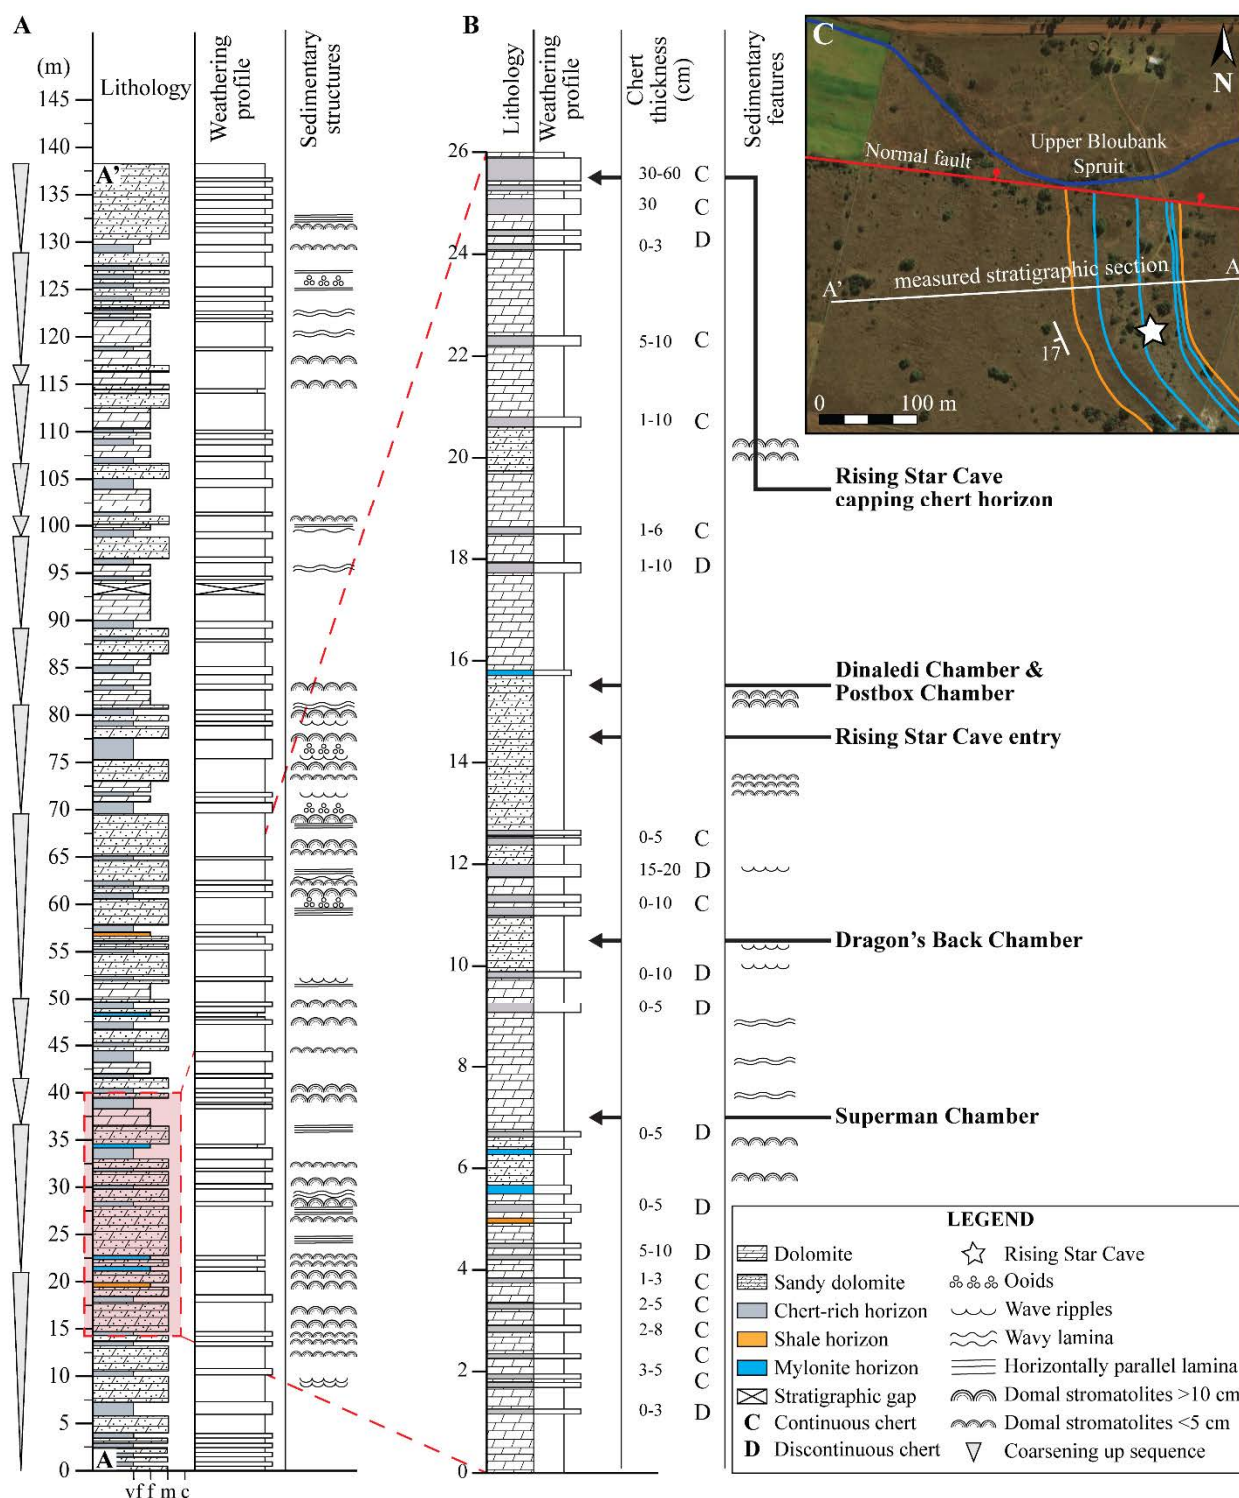 A
(m)
Lithology
Weathering
profile
Sedimentary
structures
145
140
135
130
125
120
115
110
105
100
95
90
85
80
75
70
65
60
55
50
45
40
35
30
25
20
15
10
5
0
A'
A
vf f m c
B
Lithology
Weathering
profile
Chert
thickness
(cm)
Sedimentary
features
26
24
22
20
18
16
14
12
10
8
6
4
2
0
30-60 C
30 C
D
0-3
5-10 C
1-10 C
1-6 C
1-10 D
0-5 C
15-20 D
0-10 C
0-10 D
0-5 D
0-5 D
0-5 D
5-10 D
1-3 C
2-5 C
2-8 C
C
3-5
C
0-3 D
Rising Star Cave
capping chert horizon
Dinaledi Chamber &
Postbox Chamber
Rising Star Cave entry
Dragon's Back Chamber
Superman Chamber
C
N
Normal fault
Upper Bloubank
Spruit
measured stratigraphic section
A'
A
17
0 100 m
LEGEND
Dolomite
Sandy dolomite
Chert-rich horizon
Shale horizon
Mylonite horizon
Stratigraphic gap
C Continuous chert
D Discontinuous chert
Rising Star Cave
Ooids
Wave ripples
Wavy lamina
Horizontally parallel lamina
Domal stromatolites >10 cm
Domal stromatolites <5 cm
Coarsening up sequence